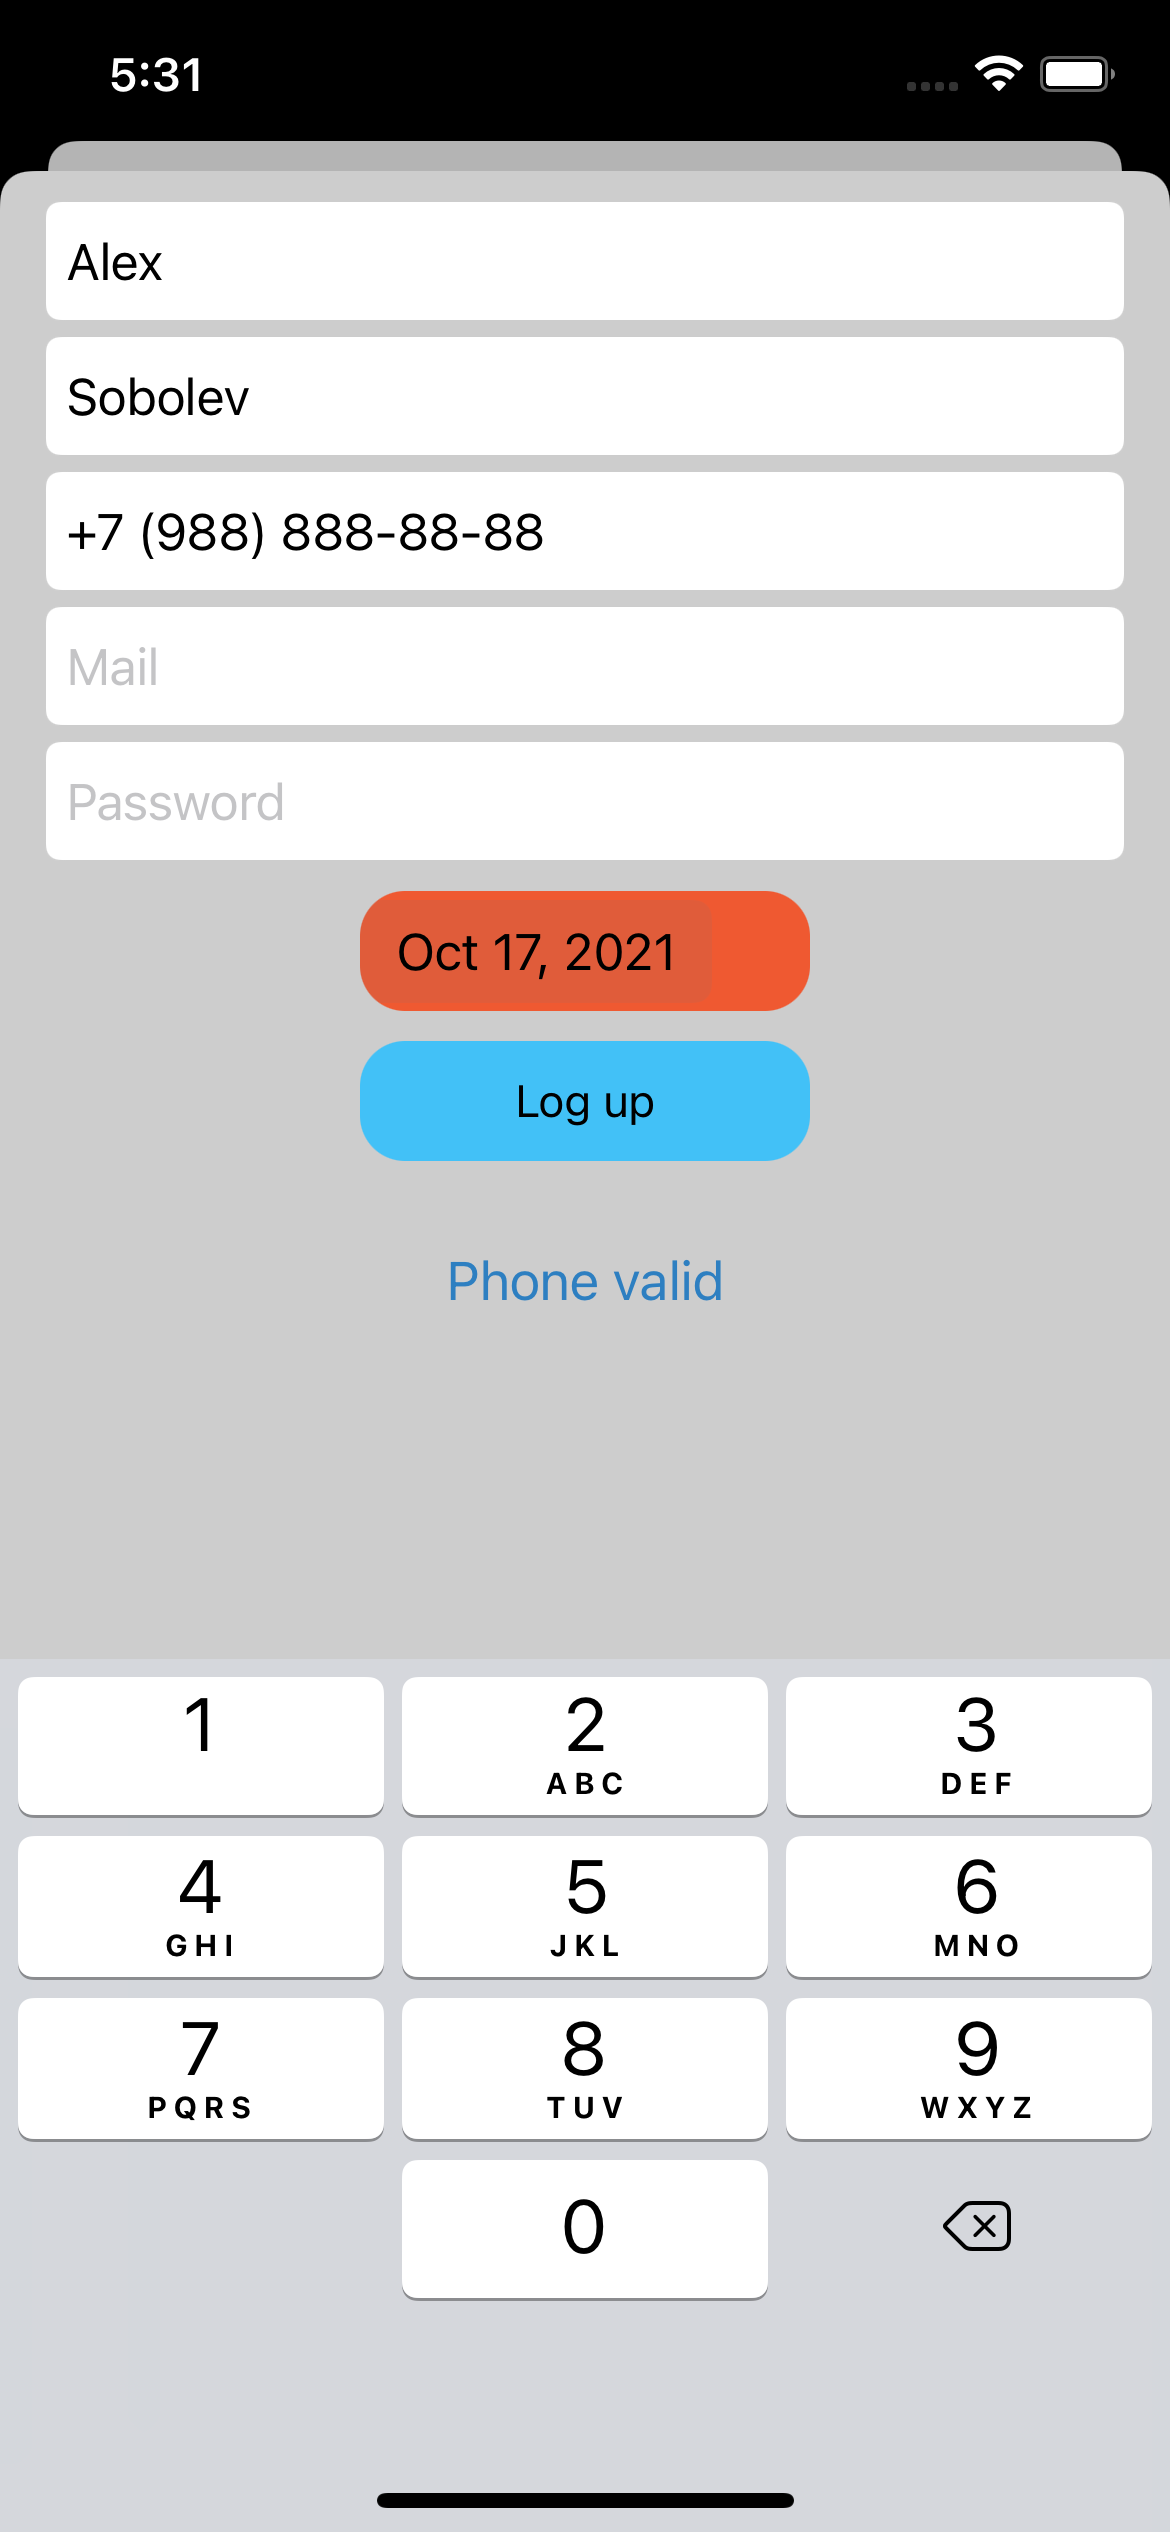 5:31
Alex
Sobolev
+7 (988) 888-88-88
Mail
Password
Oct 17, 2021
Log up
Phone valid
1 2 3
ABC DEF
4 5 6
GHI JKL MNO
7 8 9
PQRS TUV WXYZ
0